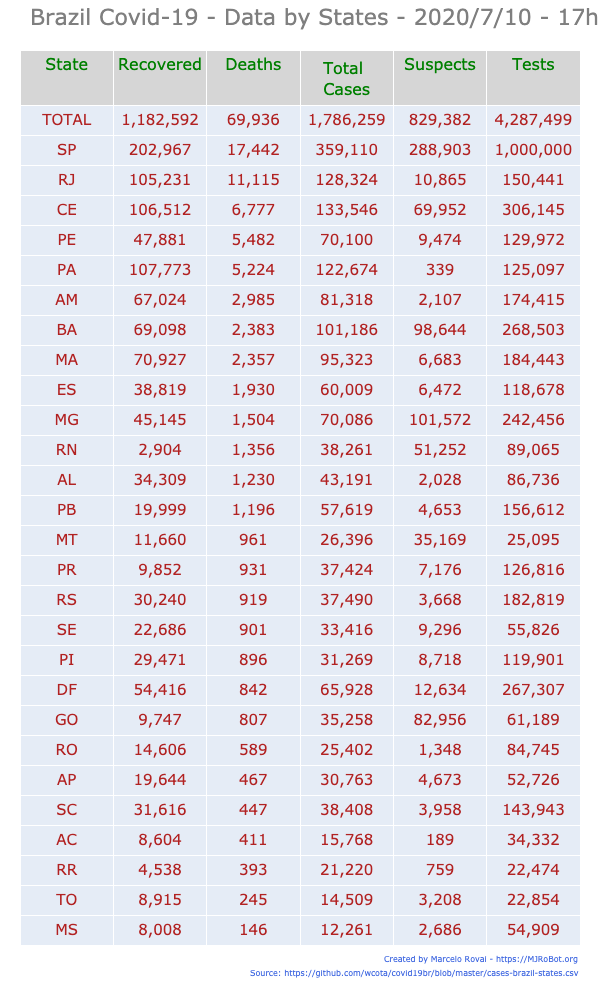 Brazil Covid-19 - Data by States - 2020/7/10 - 17h
State Recovered Deaths Total Cases Suspects Tests
TOTAL 1,182,592 69,936 1,786,259 829,382 4,287,499
SP 202,967 17,442 359,110 288,903 1,000,000
RJ 105,231 11,115 128,324 10,865 150,441
CE 106,512 6,777 133,546 69,952 306,145
PE 47,881 5,482 70,100 9,474 129,972
PA 107,773 5,224 122,674 339 125,097
AM 67,024 2,985 81,318 2,107 174,415
BA 69,098 2,383 101,186 98,644 268,503
MA 70,927 2,357 95,323 6,683 184,443
ES 38,819 1,930 60,009 6,472 118,678
MG 45,145 1,504 70,086 101,572 242,456
RN 2,904 1,356 38,261 51,252 89,065
AL 34,309 1,230 43,191 2,028 86,736
PB 19,999 1,196 57,619 4,653 156,612
MT 11,660 961 26,396 35,169 25,095
PR 9,852 931 37,424 7,176 126,816
RS 30,240 919 37,490 3,668 182,819
SE 22,686 901 33,416 9,296 55,826
PI 29,471 896 31,269 8,718 119,901
DF 54,416 842 65,928 12,634 267,307
GO 9,747 807 35,258 82,956 61,189
RO 14,606 589 25,402 1,348 84,745
AP 19,644 467 30,763 4,673 52,726
SC 31,616 447 38,408 3,958 143,943
AC 8,604 411 15,768 189 34,332
RR 4,538 393 21,220 759 22,474
TO 8,915 245 14,509 3,208 22,854
MS 8,008 146 12,261 2,686 54,909
Created by Marcelo Rovai - https://MJRoBot.org
Source: https://github.com/wcota/covid19br/blob/master/cases-brazil-states.csv